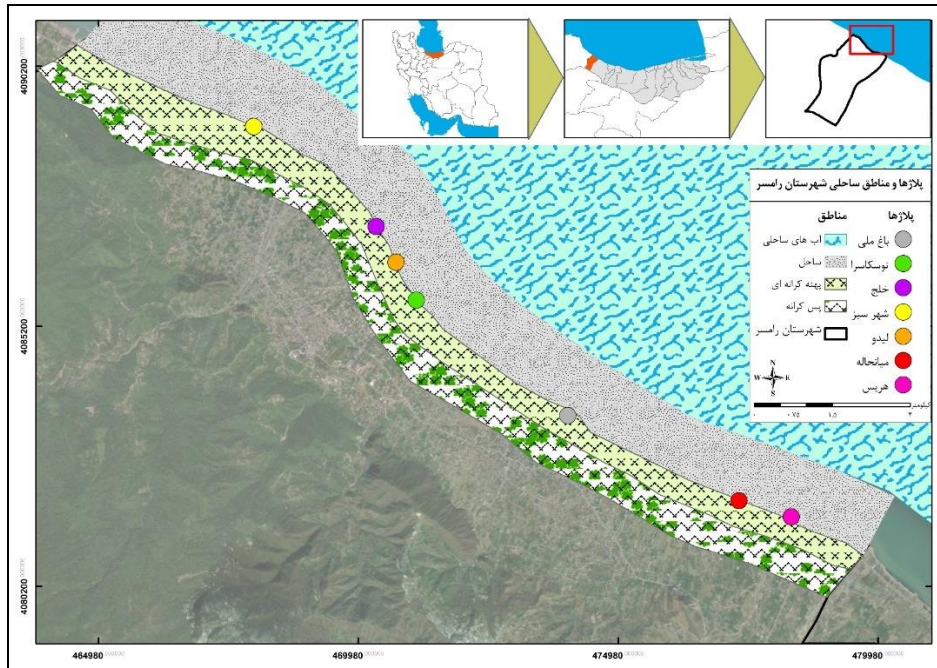 پلاژها و مناطق ساحلی شهرستان رامسر
پلاژها
باغ ملی
توسکاسرا
خلج
شهر سبز
لیدو
میانحاله
هریس
مناطق
آب های ساحلی
ساحل
پهنه کرانه ای
پس کرانه
شهرستان رامسر
N
W E
S
کیلومتر
۰ ۰.۷۵ ۱.۵ ۳
4090200
4085200
4080200
464980
469980
474980
479980